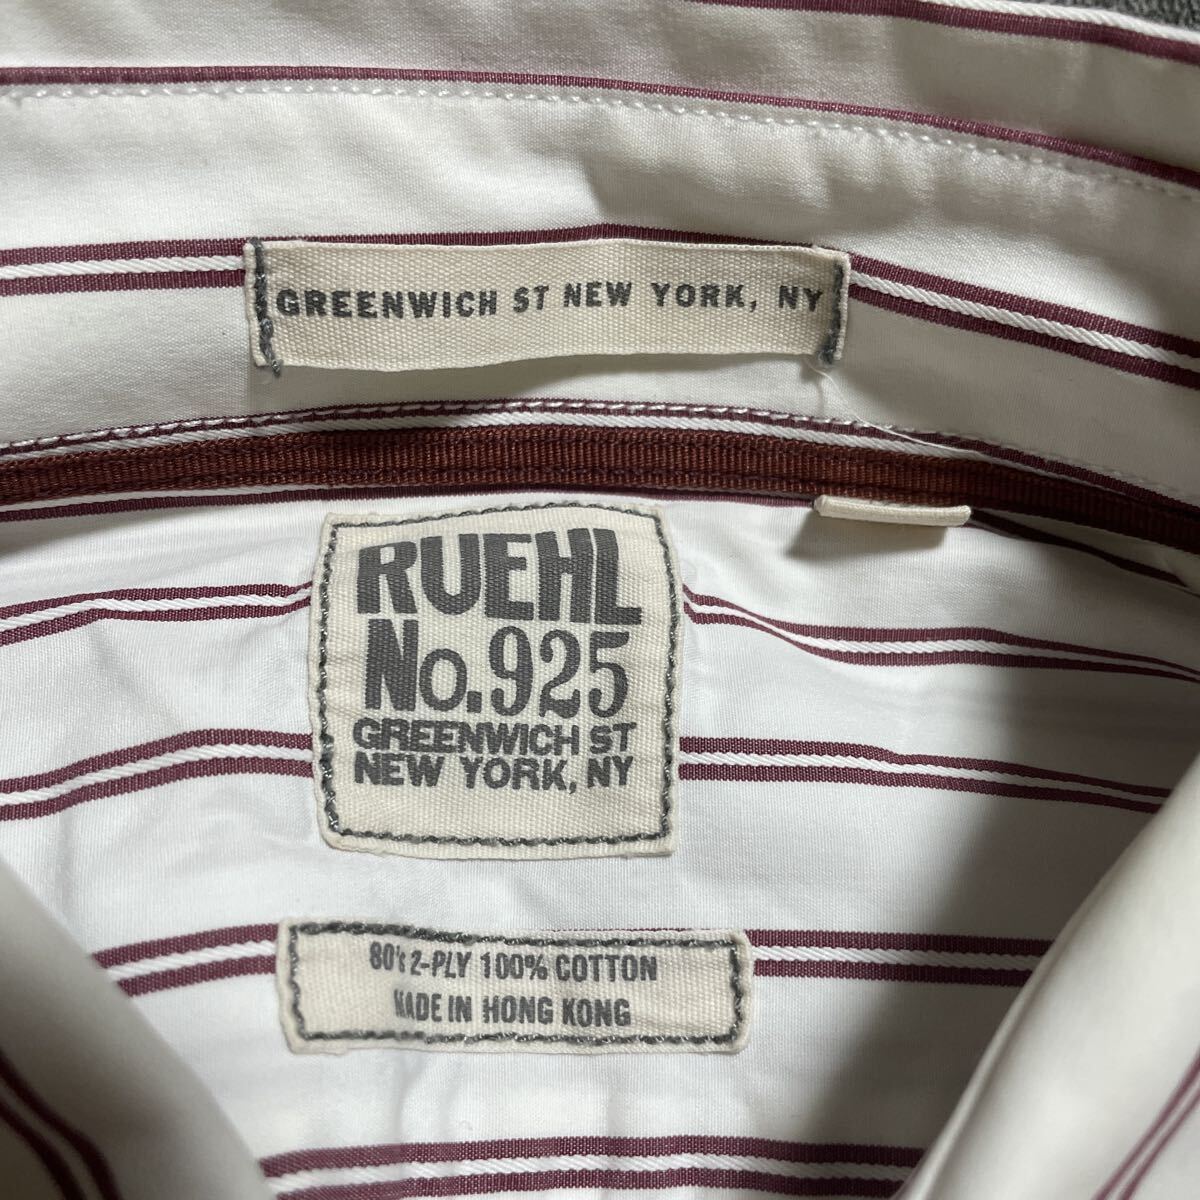 GREENWICH ST NEW YORK, NY
RUEHL
No.925
GREENWICH ST
NEW YORK, NY
80's 2-PLY 100% COTTON
MADE IN HONG KONG